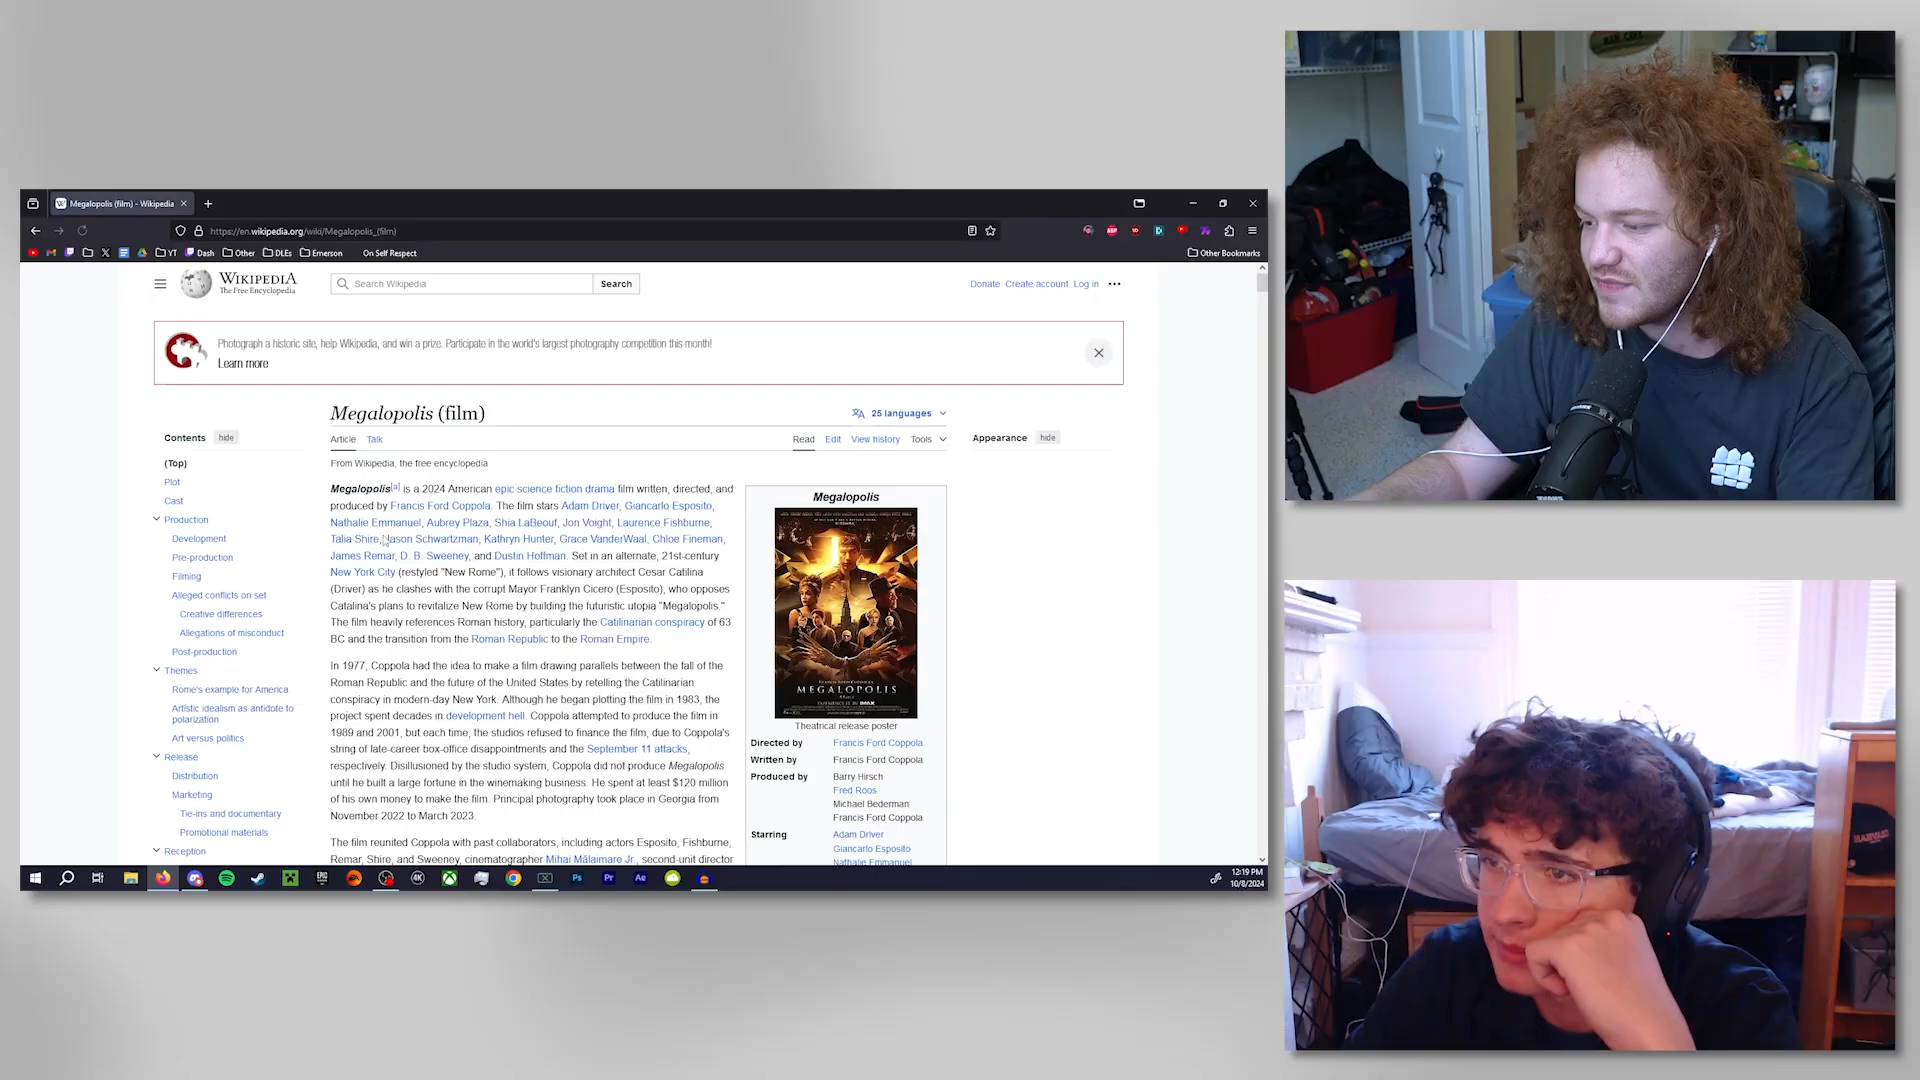 Megalopolis (film) - Wikipedia
https://en.wikipedia.org/wiki/Megalopolis_(film)
YT
Dash
Other
DLEs
Emerson
On Self Respect
Other Bookmarks
WIKIPEDIA
The Free Encyclopedia
Search Wikipedia
Search
Donate
Create account
Log in
Photograph a historic site, help Wikipedia, and win a prize. Participate in the world's largest photography competition this month!
Learn more
Megalopolis (film)
25 languages
Contents
hide
Article
Talk
Read
Edit
View history
Tools
Appearance
hide
From Wikipedia, the free encyclopedia
(Top)
Plot
Cast
Production
Development
Pre-production
Filming
Alleged conflicts on set
Creative differences
Allegations of misconduct
Post-production
Themes
Rome's example for America
Artistic idealism as antidote to
polarization
Art versus politics
Release
Distribution
Marketing
Tie-ins and documentary
Promotional materials
Reception
Megalopolis[a] is a 2024 American epic science fiction drama film written, directed, and
produced by Francis Ford Coppola. The film stars Adam Driver, Giancarlo Esposito,
Nathalie Emmanuel, Aubrey Plaza, Shia LaBeouf, Jon Voight, Laurence Fishburne,
Talia Shire, Jason Schwartzman, Kathryn Hunter, Grace VanderWaal, Chloe Fineman,
James Remar, D. B. Sweeney, and Dustin Hoffman. Set in an alternate, 21st-century
New York City (restyled "New Rome"), it follows visionary architect Cesar Catilina
(Driver) as he clashes with the corrupt Mayor Franklyn Cicero (Esposito), who opposes
Catalina's plans to revitalize New Rome by building the futuristic utopia "Megalopolis."
The film heavily references Roman history, particularly the Catilinarian conspiracy of 63
BC and the transition from the Roman Republic to the Roman Empire.
In 1977, Coppola had the idea to make a film drawing parallels between the fall of the
Roman Republic and the future of the United States by retelling the Catilinarian
conspiracy in modern-day New York. Although he began plotting the film in 1983, the
project spent decades in development hell. Coppola attempted to produce the film in
1989 and 2001, but each time, the studios refused to finance the film, due to Coppola's
string of late-career box-office disappointments and the September 11 attacks,
respectively. Disillusioned by the studio system, Coppola did not produce Megalopolis
until he built a large fortune in the winemaking business. He spent at least $120 million
of his own money to make the film. Principal photography took place in Georgia from
November 2022 to March 2023.
The film reunited Coppola with past collaborators, including actors Esposito, Fishburne,
Remar, Shire, and Sweeney, cinematographer Mihai Mălaimare Jr., second-unit director
Megalopolis
MEGALOPOLIS
Theatrical release poster
Directed by Francis Ford Coppola
Written by Francis Ford Coppola
Produced by Barry Hirsch
Fred Roos
Michael Bederman
Francis Ford Coppola
Starring Adam Driver
Giancarlo Esposito
Nathalie Emmanuel
EPIC
EA
4K
Ps
Pr
Ae
12:19 PM
10/8/2024
HARVARD